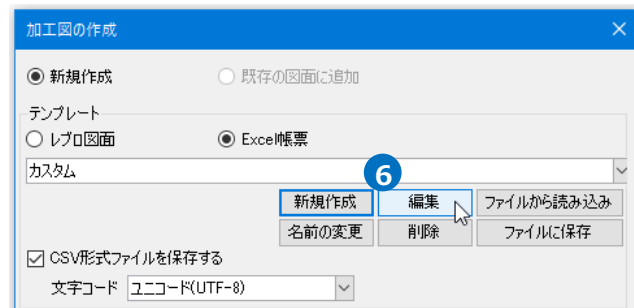 加工図の作成
新規作成 既存の図面に追加
テンプレート
レブロ図面 Excel帳票
カスタム
6
新規作成 編集 ファイルから読み込み
名前の変更 削除 ファイルに保存
CSV形式ファイルを保存する
文字コード ユニコード(UTF-8)